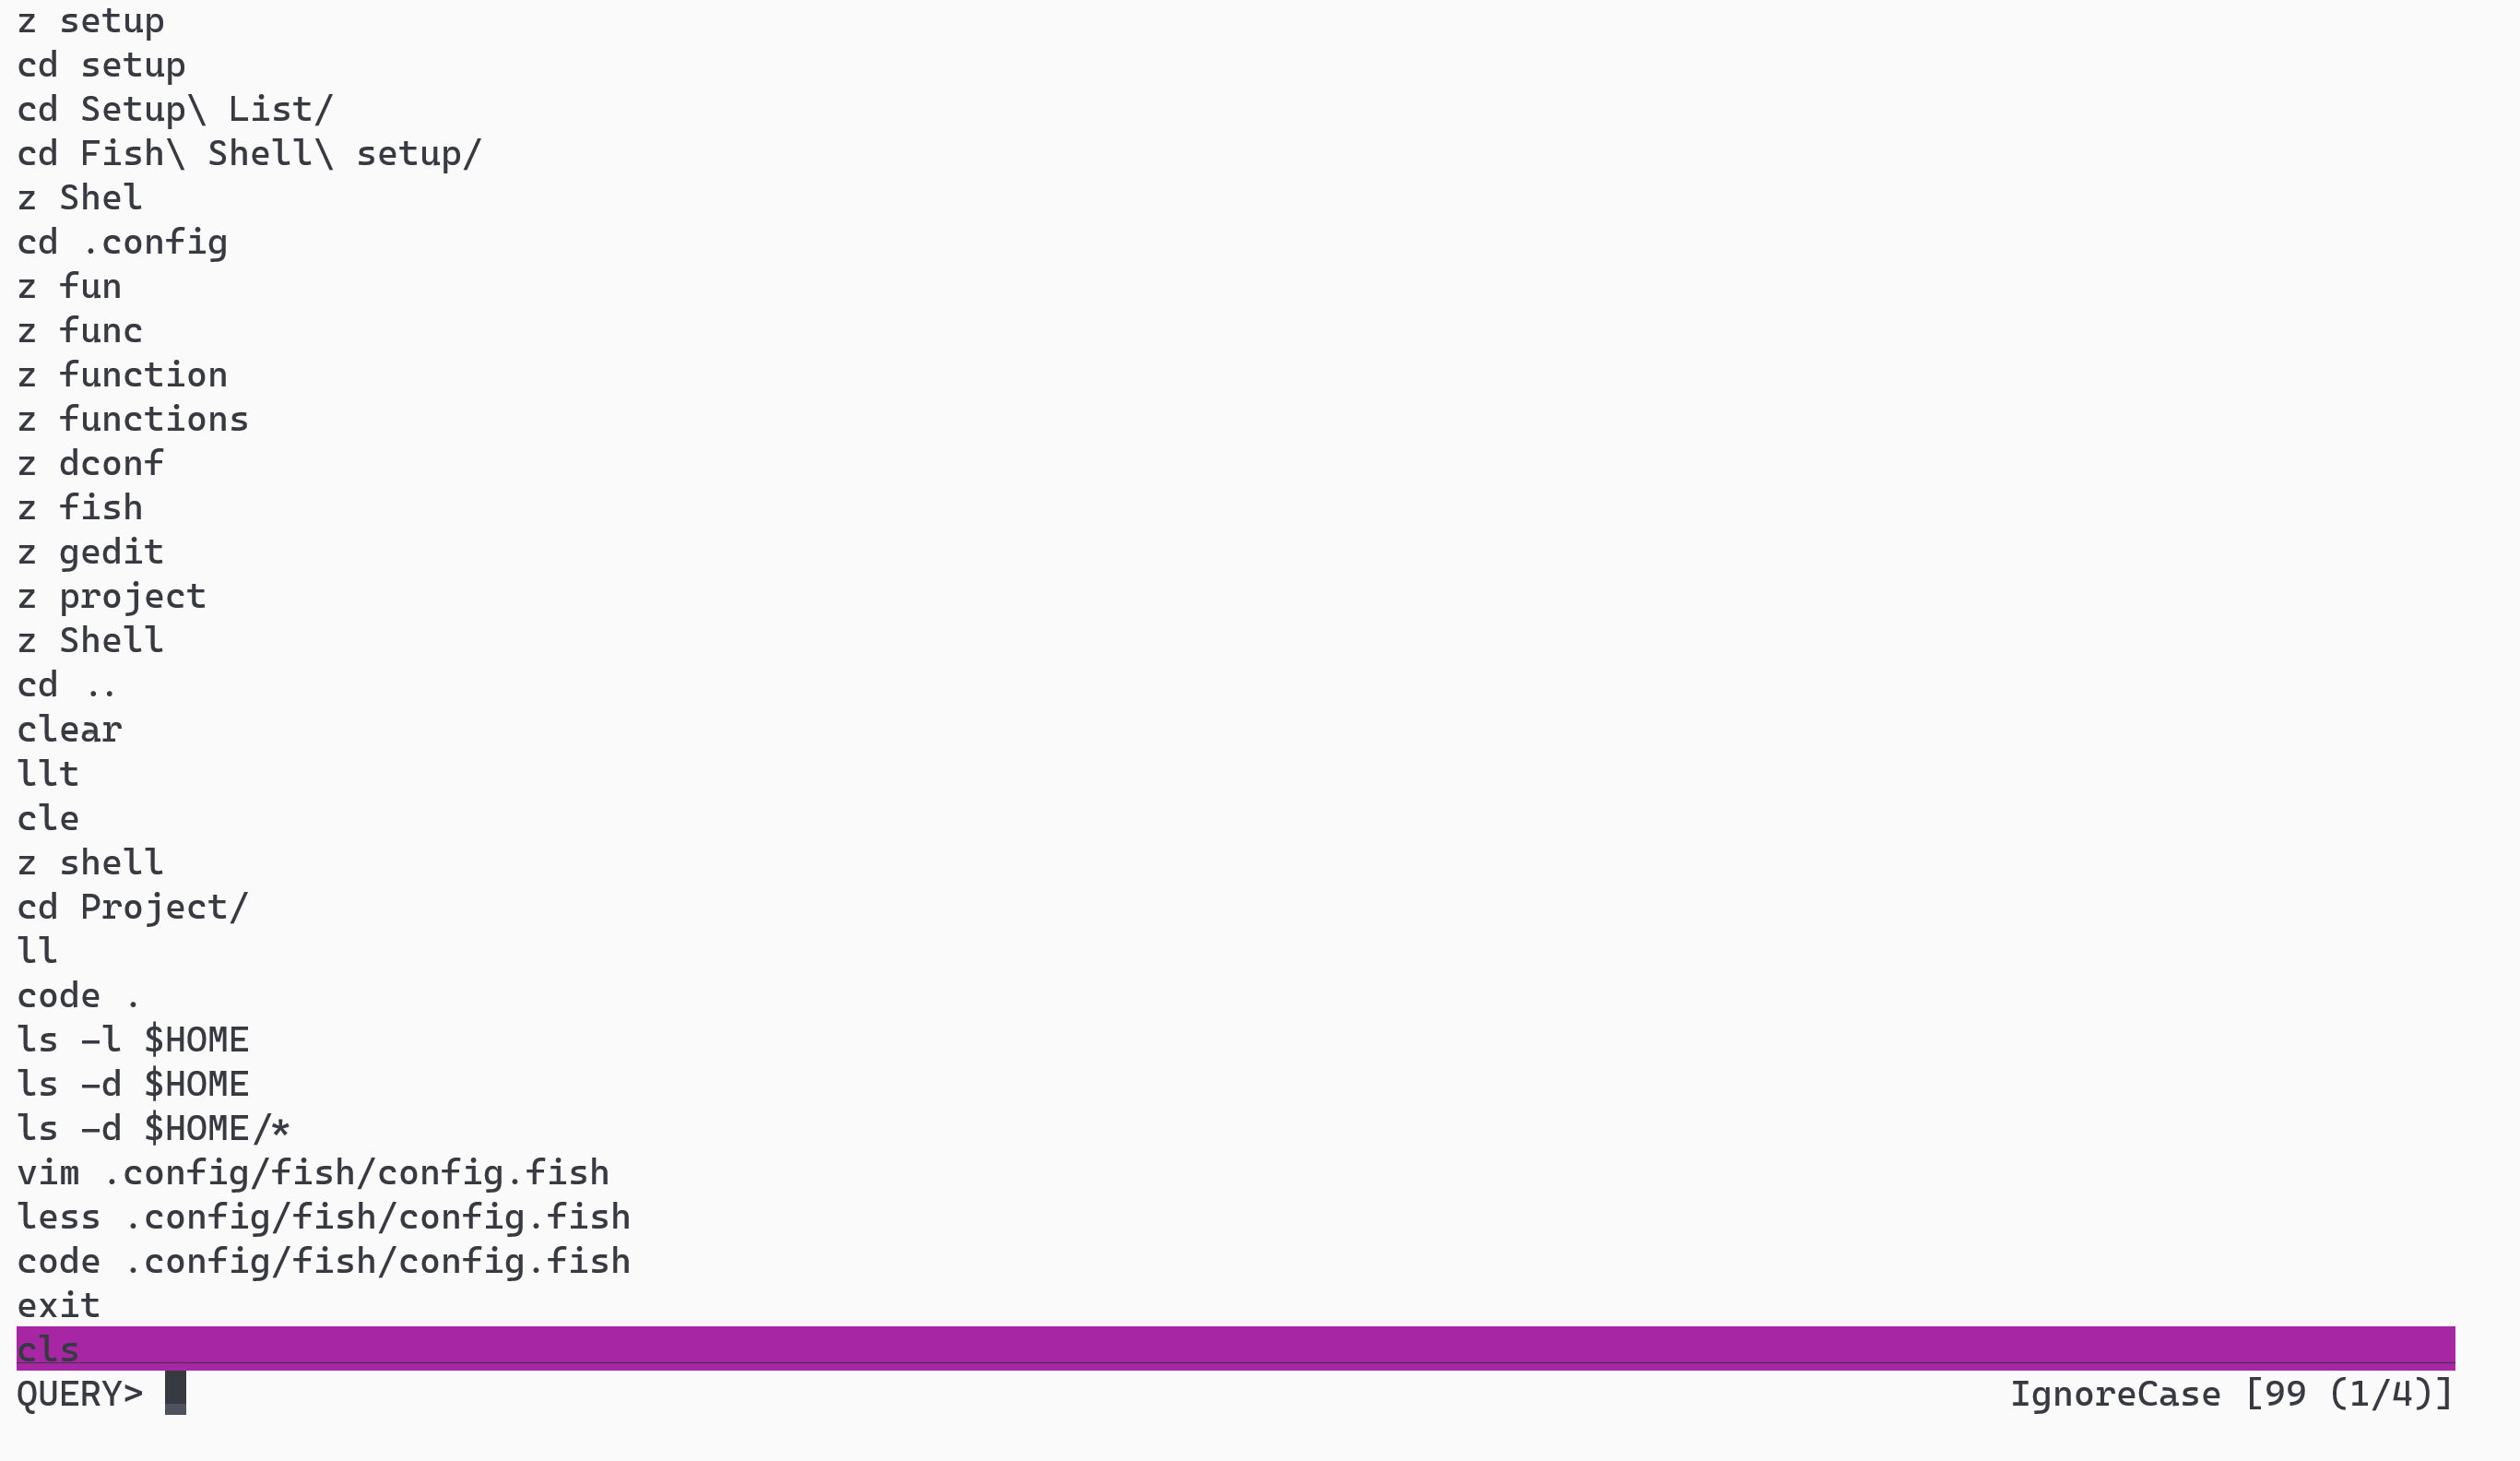 z setup
cd setup
cd Setup\ List/
cd Fish\ Shell\ setup/
z Shel
cd .config
z fun
z func
z function
z functions
z dconf
z fish
z gedit
z project
z Shell
cd ..
clear
llt
cle
z shell
cd Project/
ll
code .
ls -l $HOME
ls -d $HOME
ls -d $HOME/*
vim .config/fish/config.fish
less .config/fish/config.fish
code .config/fish/config.fish
exit
cls
QUERY> IgnoreCase [99 (1/4)]